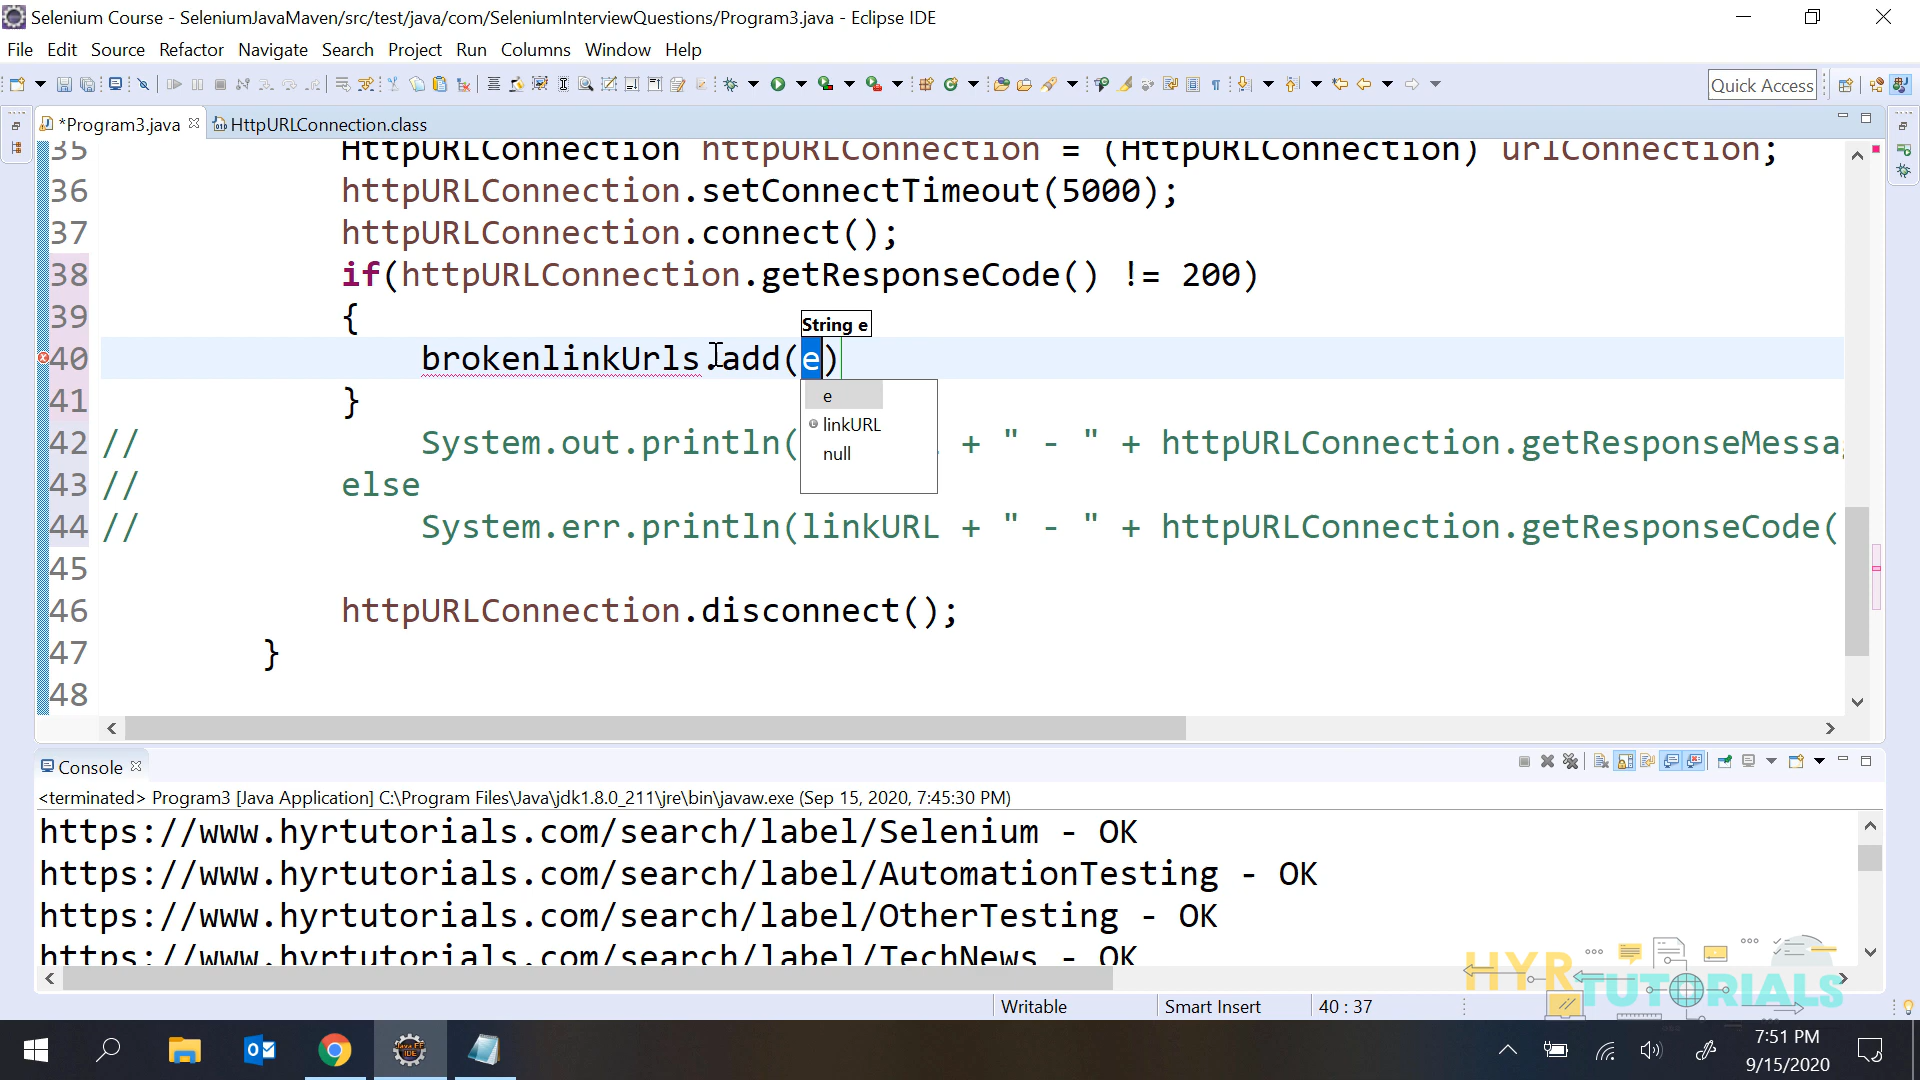 Selenium Course - SeleniumJavaMaven/src/test/java/com/SeleniumInterviewQuestions/Program3.java - Eclipse IDE
File Edit Source Refactor Navigate Search Project Run Columns Window Help
Quick Access
*Program3.java HttpURLConnection.class
35 HttpURLConnection httpURLConnection = (HttpURLConnection) urlConnection;
36 httpURLConnection.setConnectTimeout(5000);
37 httpURLConnection.connect();
38 if(httpURLConnection.getResponseCode() != 200)
39 {
String e
40 brokenlinkUrls.add(e)
e
41 }
linkURL
42 // System.out.println( + " - " + httpURLConnection.getResponseMessa
null
43 // else
44 // System.err.println(linkURL + " - " + httpURLConnection.getResponseCode(
45
46 httpURLConnection.disconnect();
47 }
48
Console
<terminated> Program3 [Java Application] C:\Program Files\Java\jdk1.8.0_211\jre\bin\javaw.exe (Sep 15, 2020, 7:45:30 PM)
https://www.hyrtutorials.com/search/label/Selenium - OK
https://www.hyrtutorials.com/search/label/AutomationTesting - OK
https://www.hyrtutorials.com/search/label/OtherTesting - OK
https://www.hyrtutorials.com/search/label/TechNews - OK
HYR TUTORIALS
Writable Smart Insert 40 : 37
7:51 PM
9/15/2020